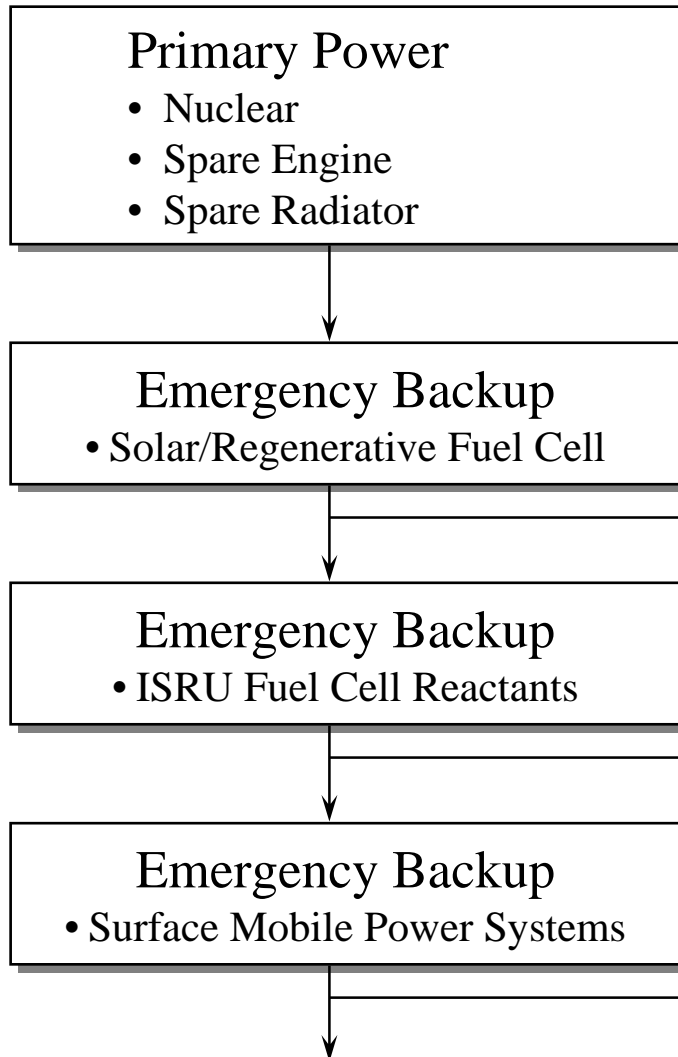 Primary Power
• Nuclear
• Spare Engine
• Spare Radiator
Emergency Backup
• Solar/Regenerative Fuel Cell
Emergency Backup
• ISRU Fuel Cell Reactants
Emergency Backup
• Surface Mobile Power Systems